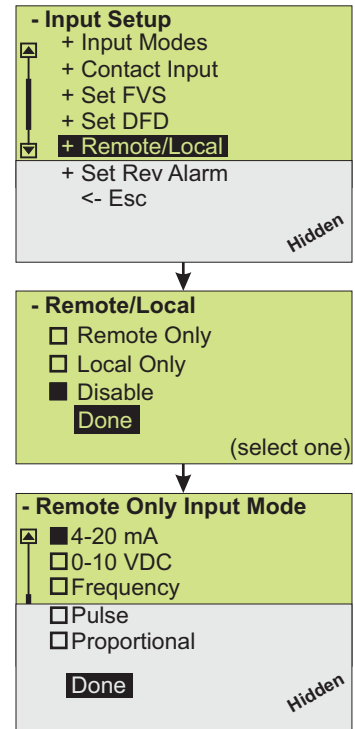 - Input Setup
+ Input Modes
+ Contact Input
+ Set FVS
+ Set DFD
+ Remote/Local
+ Set Rev Alarm
<- Esc
Hidden
- Remote/Local
Remote Only
Local Only
Disable
Done
(select one)
- Remote Only Input Mode
4-20 mA
0-10 VDC
Frequency
Pulse
Proportional
Done
Hidden